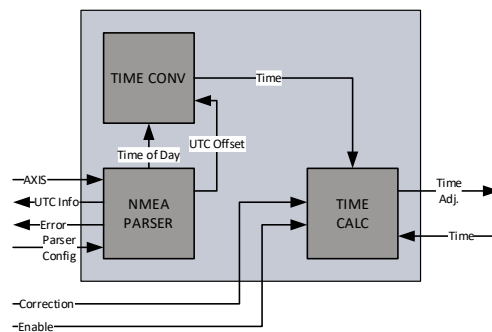 TIME CONV
Time
UTC Offset
Time of Day
AXIS
UTC Info
Error
Parser
Config
NMEA
PARSER
TIME
CALC
Time
Adj.
Time
Correction
Enable